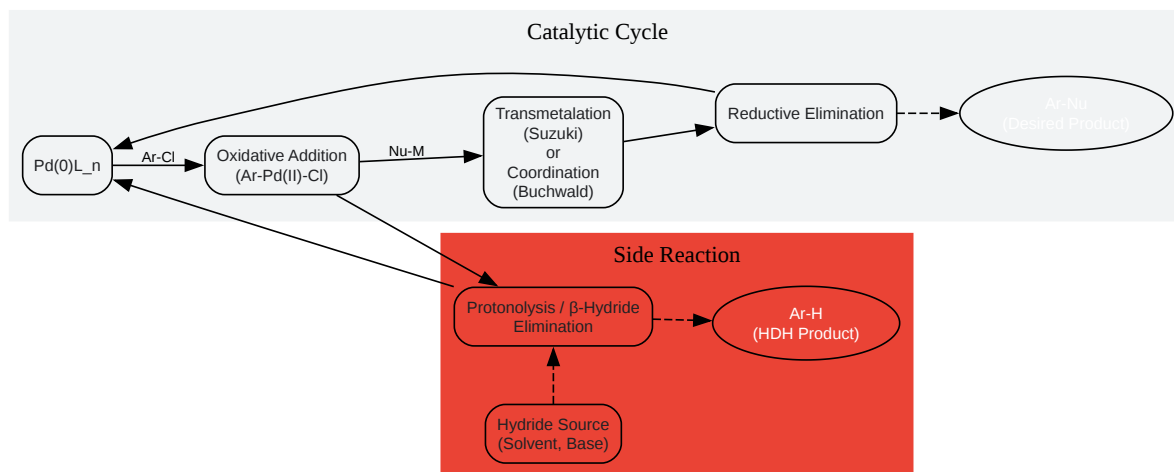 Catalytic Cycle
Pd(0)L_n
Ar-Cl
Oxidative Addition
(Ar-Pd(II)-Cl)
Nu-M
Transmetalation
(Suzuki)
or
Coordination
(Buchwald)
Reductive Elimination
Ar-Nu
(Desired Product)
Side Reaction
Protonolysis / β-Hydride
Elimination
Ar-H
(HDH Product)
Hydride Source
(Solvent, Base)